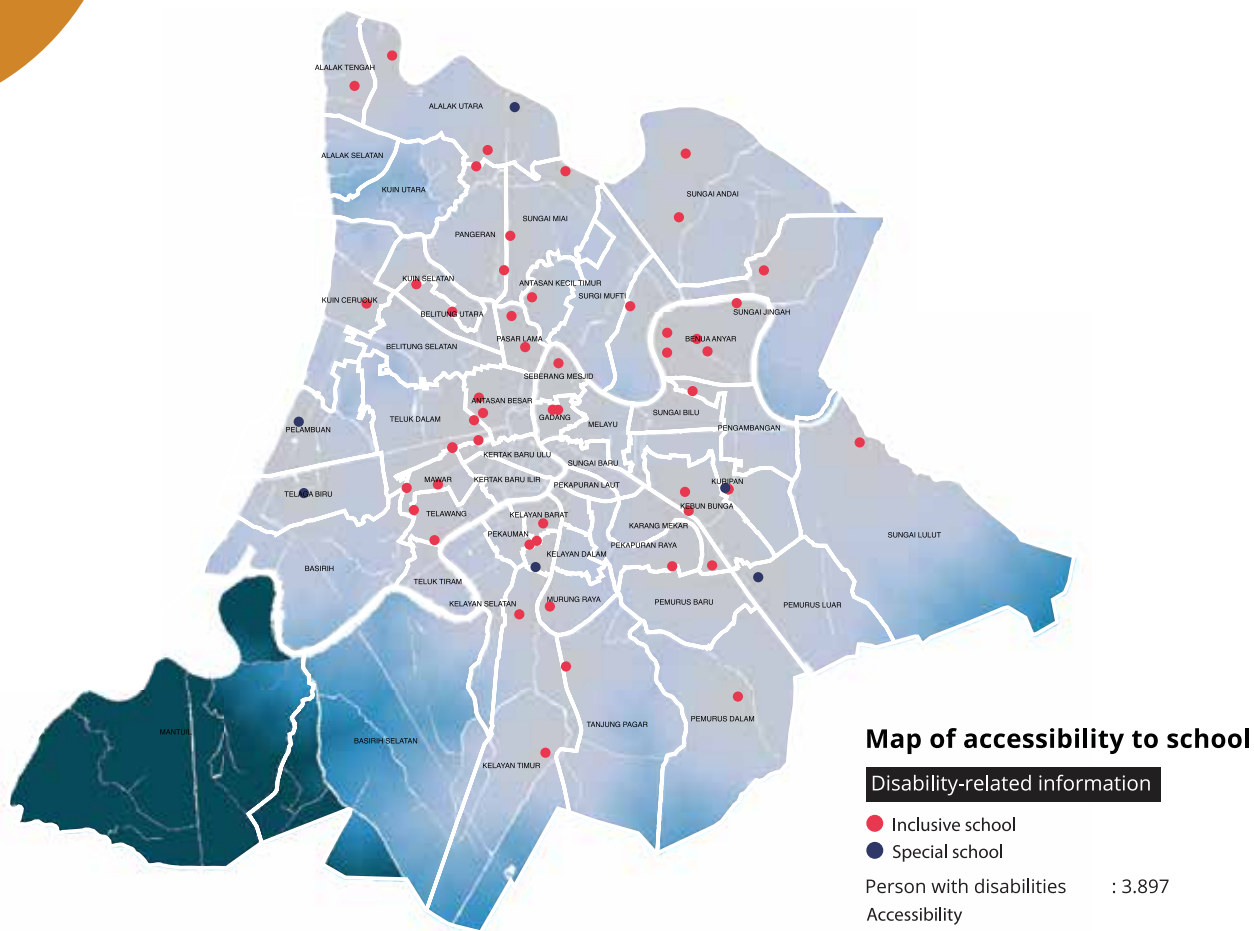 ALALAK TENGAH
ALALAK UTARA
ALALAK SELATAN
KUIN UTARA
SUNGAI ANDAI
SUNGAI MIAI
PANGERAN
KUIN SELATAN
ANTASAN KECIL TIMUR
SURGI MUFTI
KUIN CERUCUK
BELITUNG UTARA
SUNGAI JINGAH
PASAR LAMA
BENUA ANYAR
BELITUNG SELATAN
SEBERANG MESJID
ANTASAN BESAR
SUNGAI BILU
TELUK DALAM
GADANG
MELAYU
PENGAMBANGAN
PELAMBUAN
KERTAK BARU ULU
SUNGAI BARU
MAWAR
KERTAK BARU ILIR
PEKAPURAN LAUT
KURIPAN
TELAGA BIRU
KEBUN BUNGA
TELAWANG
KELAYAN BARAT
KARANG MEKAR
PEKAUMAN
SUNGAI LULUT
PEKAPURAN RAYA
KELAYAN DALAM
BASIRIH
TELUK TIRAM
MURUNG RAYA
KELAYAN SELATAN
PEMURUS BARU
PEMURUS LUAR
PEMURUS DALAM
TANJUNG PAGAR
MANTUIL
BASIRIH SELATAN
KELAYAN TIMUR
Map of accessibility to school
Disability-related information
Inclusive school
Special school
Person with disabilities : 3.897
Accessibility